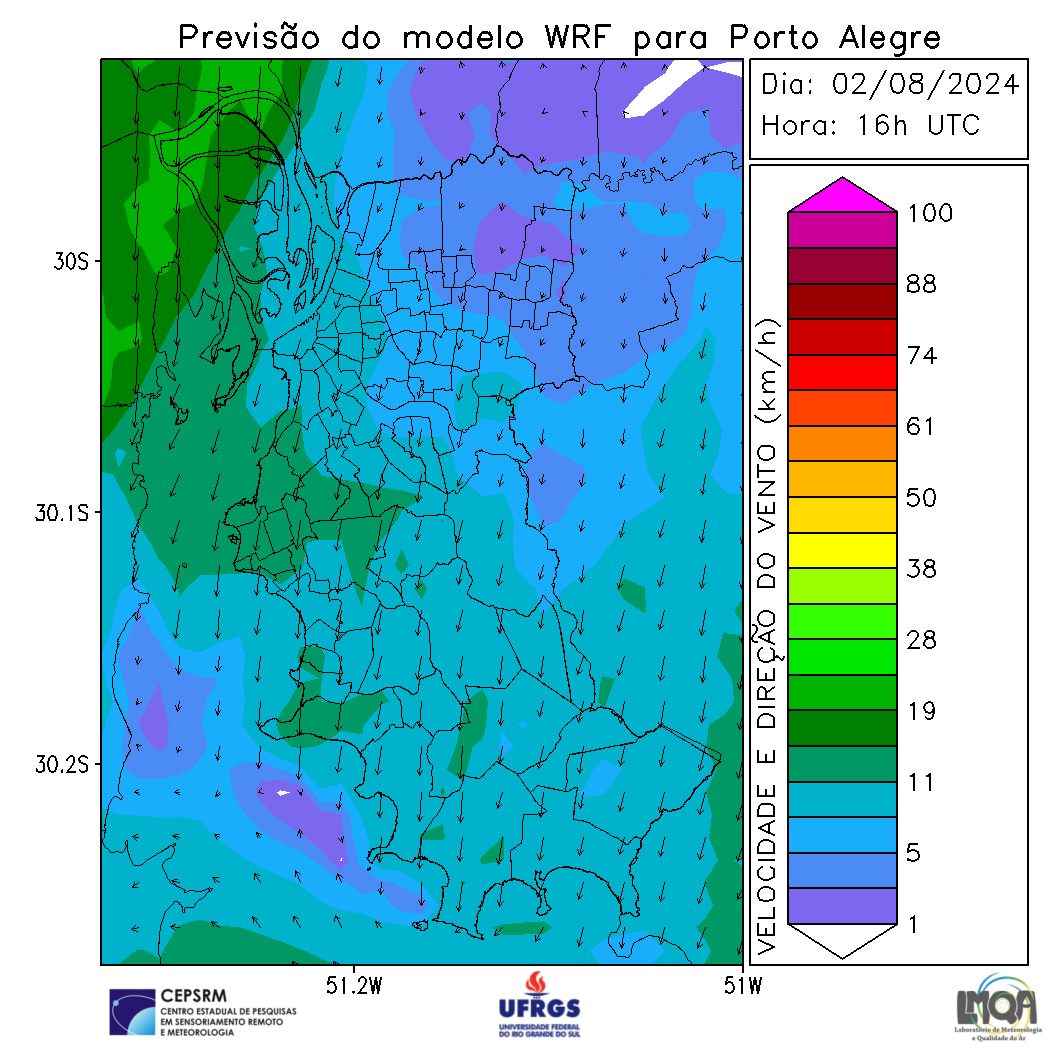 Previsão do modelo WRF para Porto Alegre
Dia: 02/08/2024
Hora: 16h UTC
30S
30.1S
30.2S
51.2W
51W
VELOCIDADE E DIREÇÃO DO VENTO (km/h)
100
88
74
61
50
38
28
19
11
5
1
CEPSRM
CENTRO ESTADUAL DE PESQUISAS
EM SENSORIAMENTO REMOTO
E METEOROLOGIA
UFRGS
UNIVERSIDADE FEDERAL
DO RIO GRANDE DO SUL
LMQA
Laboratório de Meteorologia
e Qualidade do Ar